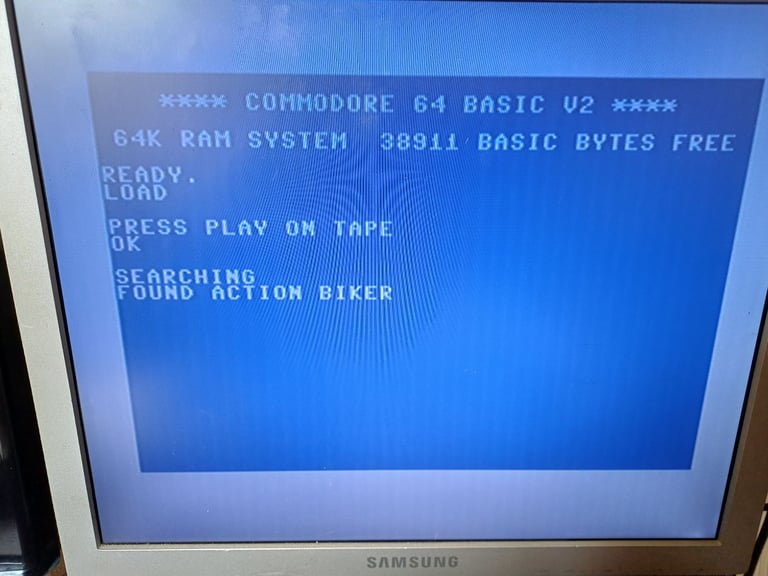 **** COMMODORE 64 BASIC V2 ****
64K RAM SYSTEM  38911 BASIC BYTES FREE
READY.
LOAD
PRESS PLAY ON TAPE
OK
SEARCHING
FOUND ACTION BIKER
SAMSUNG